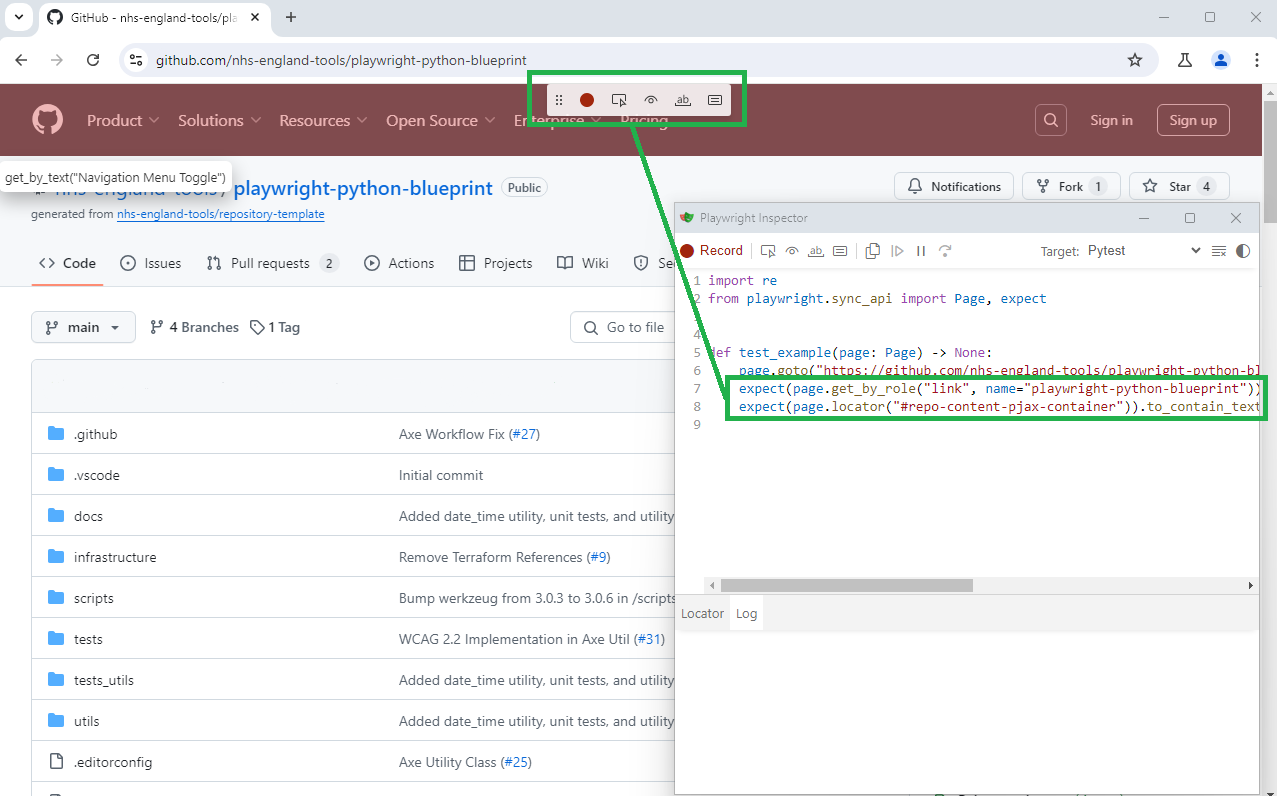 GitHub - nhs-england-tools/pla
github.com/nhs-england-tools/playwright-python-blueprint
Product Solutions Resources Open Source Enterprise Pricing Sign in Sign up
ab
get_by_text("Navigation Menu Toggle")
nhs-england-tools / playwright-python-blueprint Public
Notifications Fork 1 Star 4
generated from nhs-england-tools/repository-template
Code Issues Pull requests 2 Actions Projects Wiki Se
main 4 Branches 1 Tag Go to file
.github Axe Workflow Fix (#27)
.vscode Initial commit
docs Added date_time utility, unit tests, and utility
infrastructure Remove Terraform References (#9)
scripts Bump werkzeug from 3.0.3 to 3.0.6 in /scripts
tests WCAG 2.2 Implementation in Axe Util (#31)
tests_utils Added date_time utility, unit tests, and utility
utils Added date_time utility, unit tests, and utility
.editorconfig Axe Utility Class (#25)
Playwright Inspector
Record ab Target: Pytest
1 import re
2 from playwright.sync_api import Page, expect
4
5 def test_example(page: Page) -> None:
6 page.goto("https://github.com/nhs-england-tools/playwright-python-bl
7 expect(page.get_by_role("link", name="playwright-python-blueprint"))
8 expect(page.locator("#repo-content-pjax-container")).to_contain_text
9
Locator Log